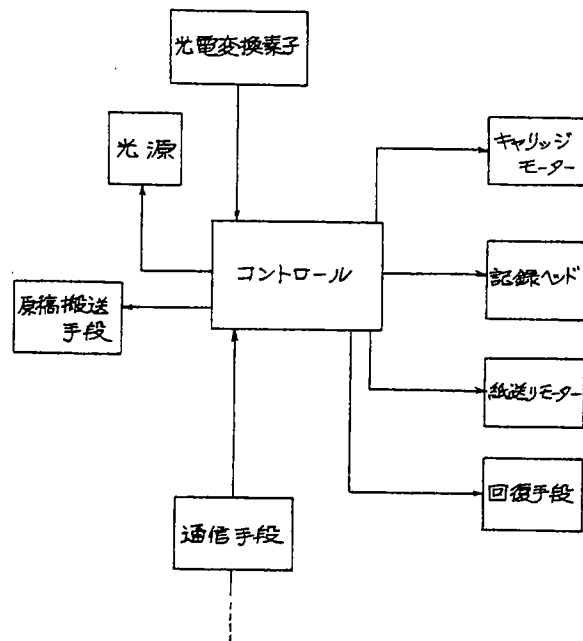 光電変換素子
光源
キャリッジ
モーター
コントロール
記録ヘッド
原稿搬送
手段
紙送りモーター
回復手段
通信手段